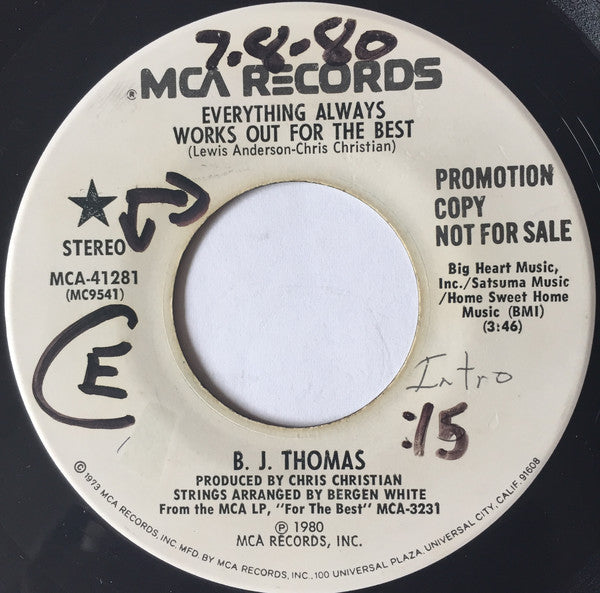 7-8-80
® MCA RECORDS
EVERYTHING ALWAYS
WORKS OUT FOR THE BEST
(Lewis Anderson-Chris Christian)
STEREO
MCA-41281
(MC9541)
E
PROMOTION
COPY
NOT FOR SALE
Big Heart Music,
Inc./Satsuma Music
/Home Sweet Home
Music (BMI)
(3:46)
Intro
:15
B. J. THOMAS
PRODUCED BY CHRIS CHRISTIAN
STRINGS ARRANGED BY BERGEN WHITE
From the MCA LP, "For The Best" MCA-3231
℗ 1980
MCA RECORDS, INC.
© 1973 MCA RECORDS, INC. MFD. BY MCA RECORDS, INC., 100 UNIVERSAL PLAZA, UNIVERSAL CITY, CALIF. 91608